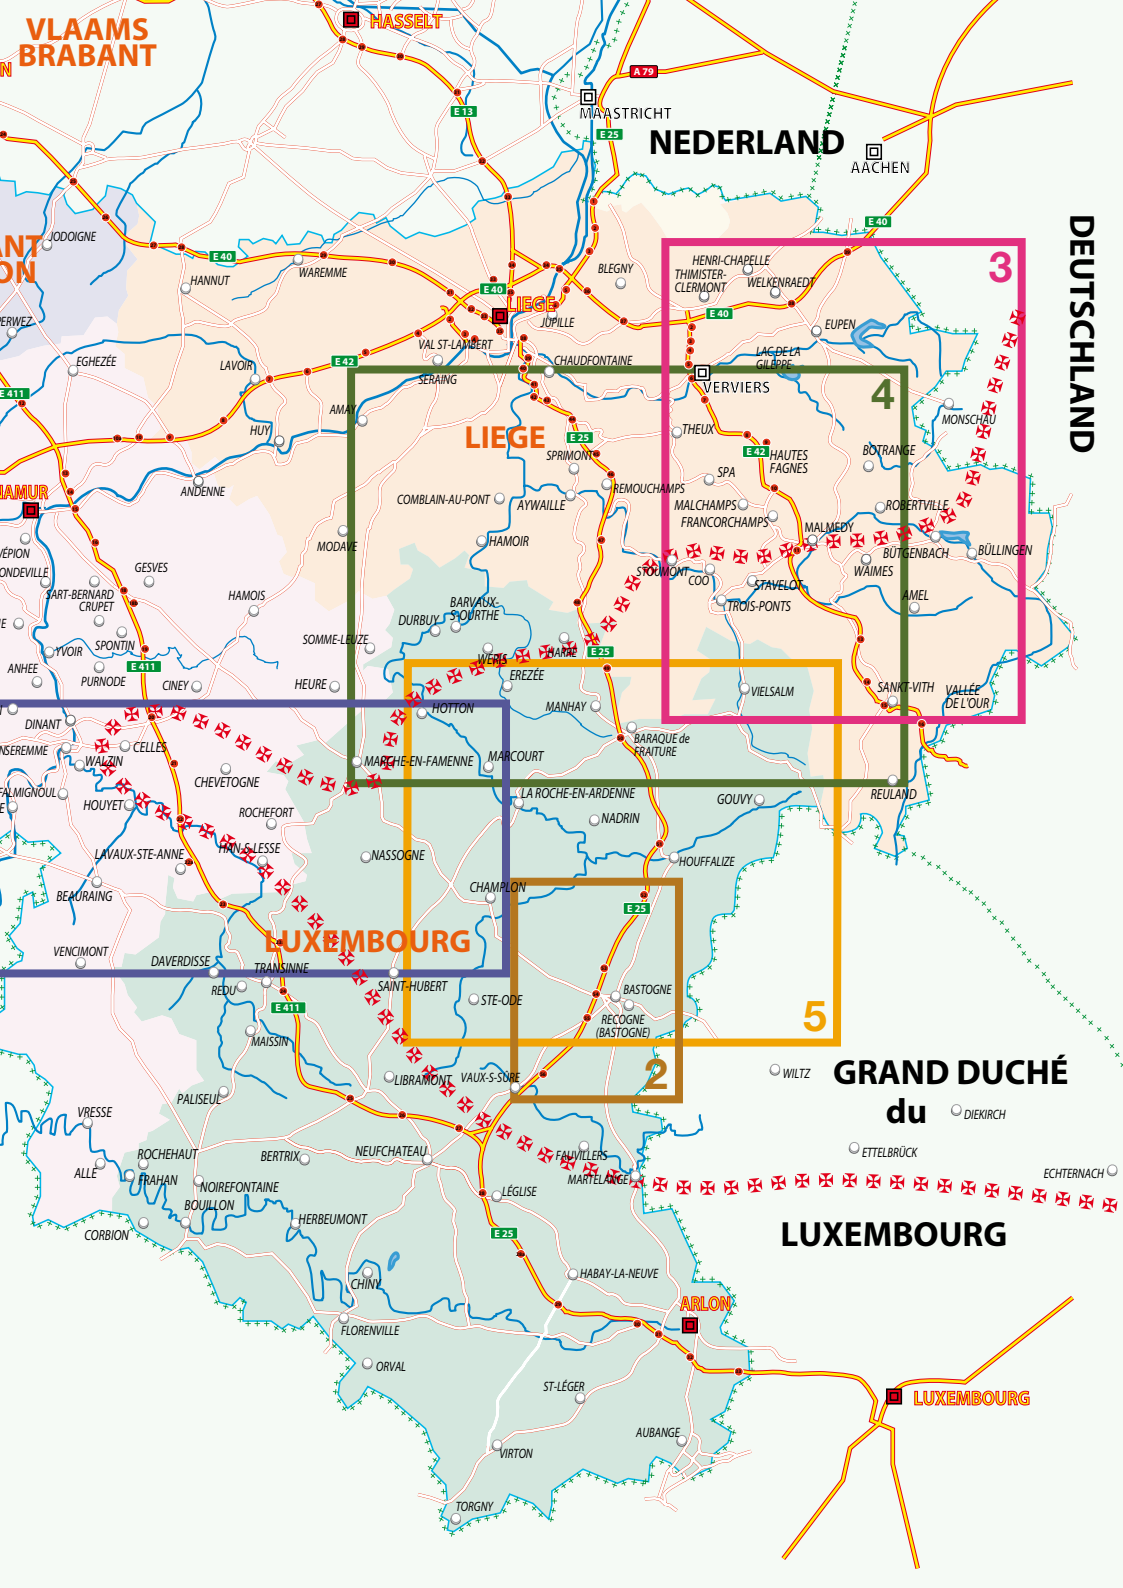 VLAAMS
BRABANT
HASSELT
N
A 79
E 13
MAASTRICHT
E 25
NEDERLAND
AACHEN
DEUTSCHLAND
JODOIGNE
ANT
ON
E 40
E 40
HANNUT
WAREMME
BLEGNY
HENRI-CHAPELLE
THIMISTER-
CLERMONT
WELKENRAEDT
3
E 40
LIEGE
JUPILLE
E 40
EUPEN
PERWEZ
VAL ST-LAMBERT
EGHEZÉE
LAVOIR
E 42
CHAUDFONTAINE
LAC DE LA
GILEPPE
SERAING
VERVIERS
4
E 411
AMAY
MONSCHAU
HUY
LIEGE
E 25
THEUX
E 42
HAUTES
FAGNES
BOTRANGE
SPRIMONT
SPA
ANDENNE
NAMUR
COMBLAIN-AU-PONT
AYWAILLE
REMOUCHAMPS
MALCHAMPS
FRANCORCHAMPS
ROBERTVILLE
MODAVE
HAMOIR
MALMEDY
VÉPION
BÜTGENBACH
BÜLLINGEN
ONDEVILLE
GESVES
STOUMONT
COO
STAVELOT
WAIMES
SART-BERNARD
CRUPET
HAMOIS
BARVAUX-
S-OURTHE
DURBUY
TROIS-PONTS
AMEL
E
SPONTIN
SOMME-LEUZE
YVOIR
WERIS
HARRE
E 25
ANHEE
PURNODE
E 411
CINEY
HEURE
EREZÉE
VIELSALM
SANKT-VITH
VALLÉE
DE L'OUR
HOTTON
MANHAY
DINANT
NSEREMME
CELLES
BARAQUE de
FRAITURE
WALZIN
MARCHE-EN-FAMENNE
MARCOURT
CHEVETOGNE
FALMIGNOUL
HOUYET
LA ROCHE-EN-ARDENNE
GOUVY
REULAND
E
ROCHEFORT
NADRIN
HAN-S-LESSE
LAVAUX-STE-ANNE
NASSOGNE
HOUFFALIZE
BEAURAING
CHAMPLON
E 25
LUXEMBOURG
VENCIMONT
DAVERDISSE
TRANSINNE
REDU
SAINT-HUBERT
STE-ODE
BASTOGNE
E 411
RECOGNE
(BASTOGNE)
5
MAISSIN
2
GRAND DUCHÉ
du
LIBRAMONT
VAUX-S-SÛRE
WILTZ
PALISEUL
DIEKIRCH
VRESSE
ETTELBRÜCK
ROCHEHAUT
BERTRIX
NEUFCHATEAU
FAUVILLERS
ALLE
FRAHAN
MARTELANGE
ECHTERNACH
NOIREFONTAINE
LÉGLISE
BOUILLON
HERBEUMONT
CORBION
E 25
LUXEMBOURG
CHINY
HABAY-LA-NEUVE
ARLON
FLORENVILLE
ORVAL
ST-LÉGER
LUXEMBOURG
AUBANGE
VIRTON
TORGNY